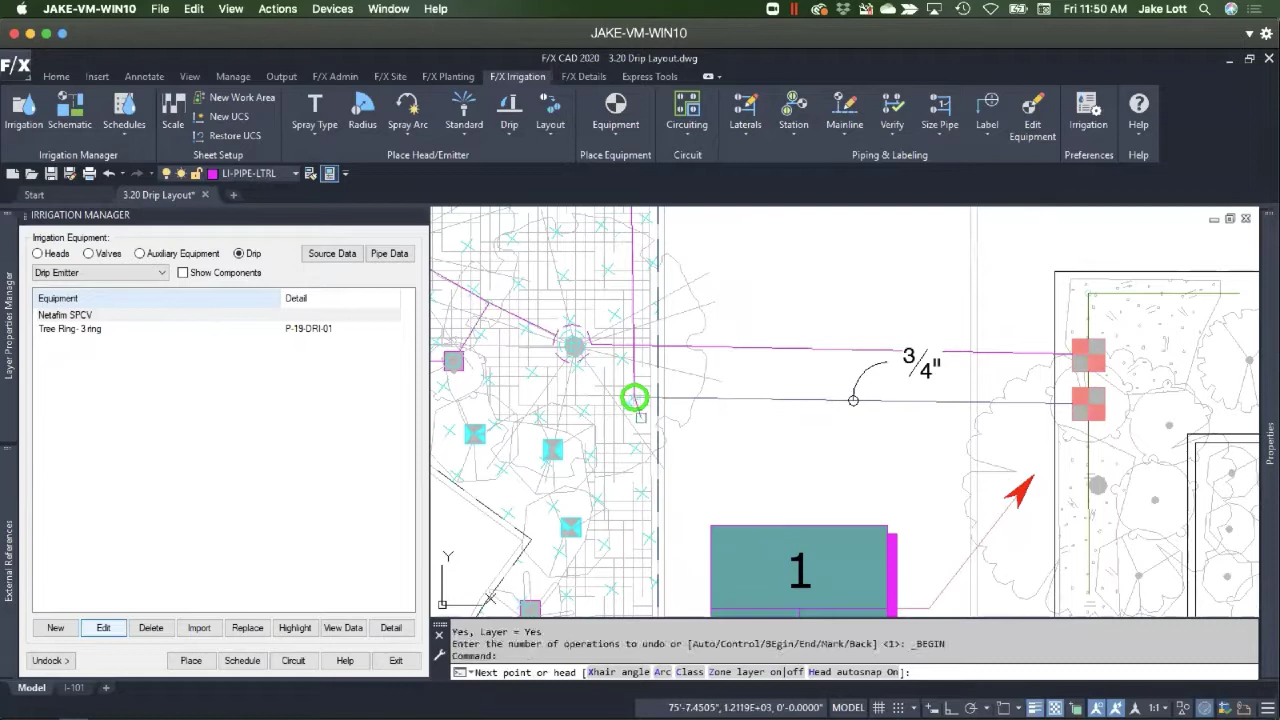 JAKE-VM-WIN10 File Edit View Actions Devices Window Help Fri 11:50 AM Jake Lott
JAKE-VM-WIN10
F/X CAD 2020 3.20 Drip Layout.dwg
F/X
Home Insert Annotate View Manage Output F/X Admin F/X Site F/X Planting F/X Irrigation F/X Details Express Tools
New Work Area
New UCS
Restore UCS
Irrigation Schematic Schedules Scale Spray Type Radius Spray Arc Standard Drip Layout Equipment Circuiting Laterals Station Mainline Verify Size Pipe Label Edit Equipment Irrigation Help
Irrigation Manager Sheet Setup Place Head/Emitter Place Equipment Circuit Piping & Labeling Preferences Help
LI-PIPE-LTRL
Start 3.20 Drip Layout*
IRRIGATION MANAGER
Irrigation Equipment:
Heads Valves Auxiliary Equipment Drip Source Data Pipe Data
Drip Emitter Show Components
Equipment Detail
Netafim SPCV
Tree Ring- 3 ring P-19-DRI-01
Layer Properties Manager
External References
Properties
3/4"
1
Y
New Edit Delete Import Replace Highlight View Data Detail
Undock > Place Schedule Circuit Help Exit
Yes, Layer = Yes
Enter the number of operations to undo or [Auto/Control/BEgin/End/Mark/Back] <1>: _BEGIN
Command:
Next point or head [Xhair angle Arc Class Zone layer on|off Head autosnap On]:
Model I-101
75'-7.4505", 1.2119E+03, 0'-0.0000" MODEL 1:1